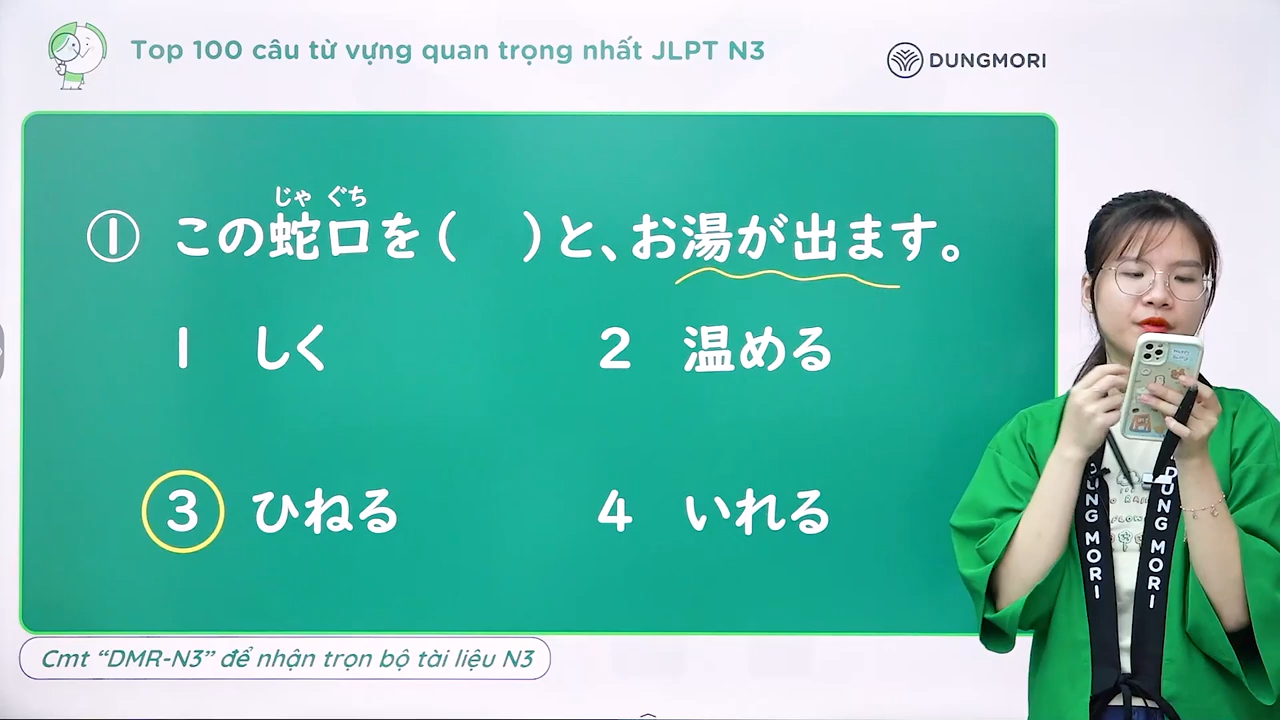 Top 100 câu từ vựng quan trọng nhất JLPT N3
DUNGMORI
じゃ ぐち
① この蛇口を( )と、お湯が出ます。
1 しく
2 温める
3 ひねる
4 いれる
Cmt “DMR-N3” để nhận trọn bộ tài liệu N3
DUNG MORI
DUNG MORI